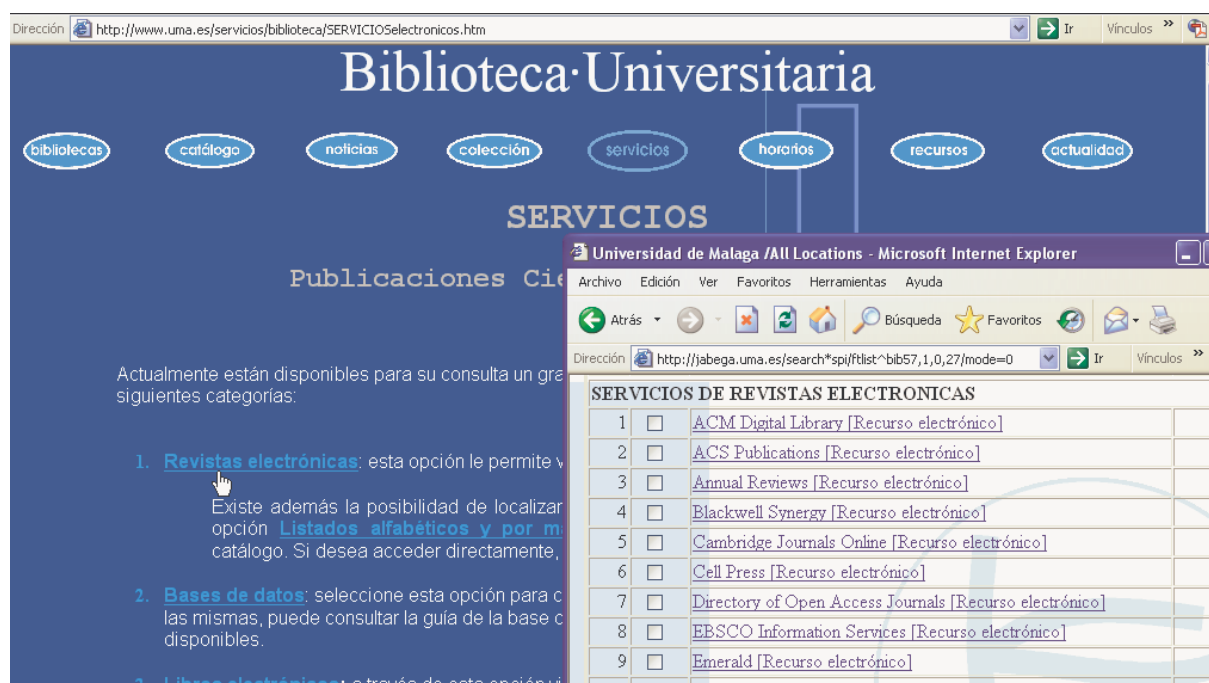 Dirección http://www.uma.es/servicios/biblioteca/SERVICIOSelectronicos.htm Ir Vínculos »
Biblioteca·Universitaria
bibliotecas catálogo noticias colección servicios horarios recursos actualidad
SERVICIOS
Publicaciones Cie
Actualmente están disponibles para su consulta un gra
siguientes categorías:
1. Revistas electrónicas: esta opción le permite v
Existe además la posibilidad de localizar
opción Listados alfabéticos y por m
catálogo. Si desea acceder directamente,
2. Bases de datos: seleccione esta opción para c
las mismas, puede consultar la guía de la base c
disponibles.
3. Libros electrónicos: a través de esta opción vi
Universidad de Malaga /All Locations - Microsoft Internet Explorer
Archivo Edición Ver Favoritos Herramientas Ayuda
Atrás Búsqueda Favoritos
Dirección http://jabega.uma.es/search*spi/ftlist^bib57,1,0,27/mode=0 Ir Vínculos »
SERVICIOS DE REVISTAS ELECTRONICAS
1 ACM Digital Library [Recurso electrónico]
2 ACS Publications [Recurso electrónico]
3 Annual Reviews [Recurso electrónico]
4 Blackwell Synergy [Recurso electrónico]
5 Cambridge Journals Online [Recurso electrónico]
6 Cell Press [Recurso electrónico]
7 Directory of Open Access Journals [Recurso electrónico]
8 EBSCO Information Services [Recurso electrónico]
9 Emerald [Recurso electrónico]